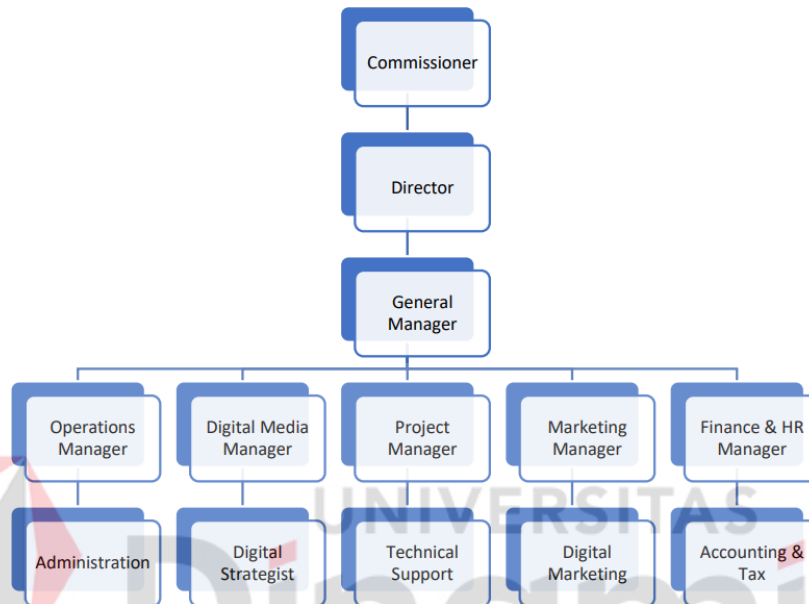 Commissioner
Director
General
Manager
Operations
Manager
Digital Media
Manager
Project
Manager
Marketing
Manager
Finance & HR
Manager
UNIVERSITAS
Administration
Digital
Strategist
Technical
Support
Digital
Marketing
Accounting &
Tax